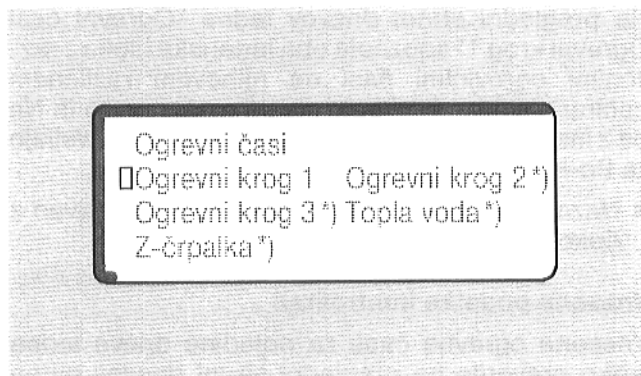 Ogrevni časi
Ogrevni krog 1 Ogrevni krog 2 *)
Ogrevni krog 3 *) Topla voda *)
Z-črpalka *)